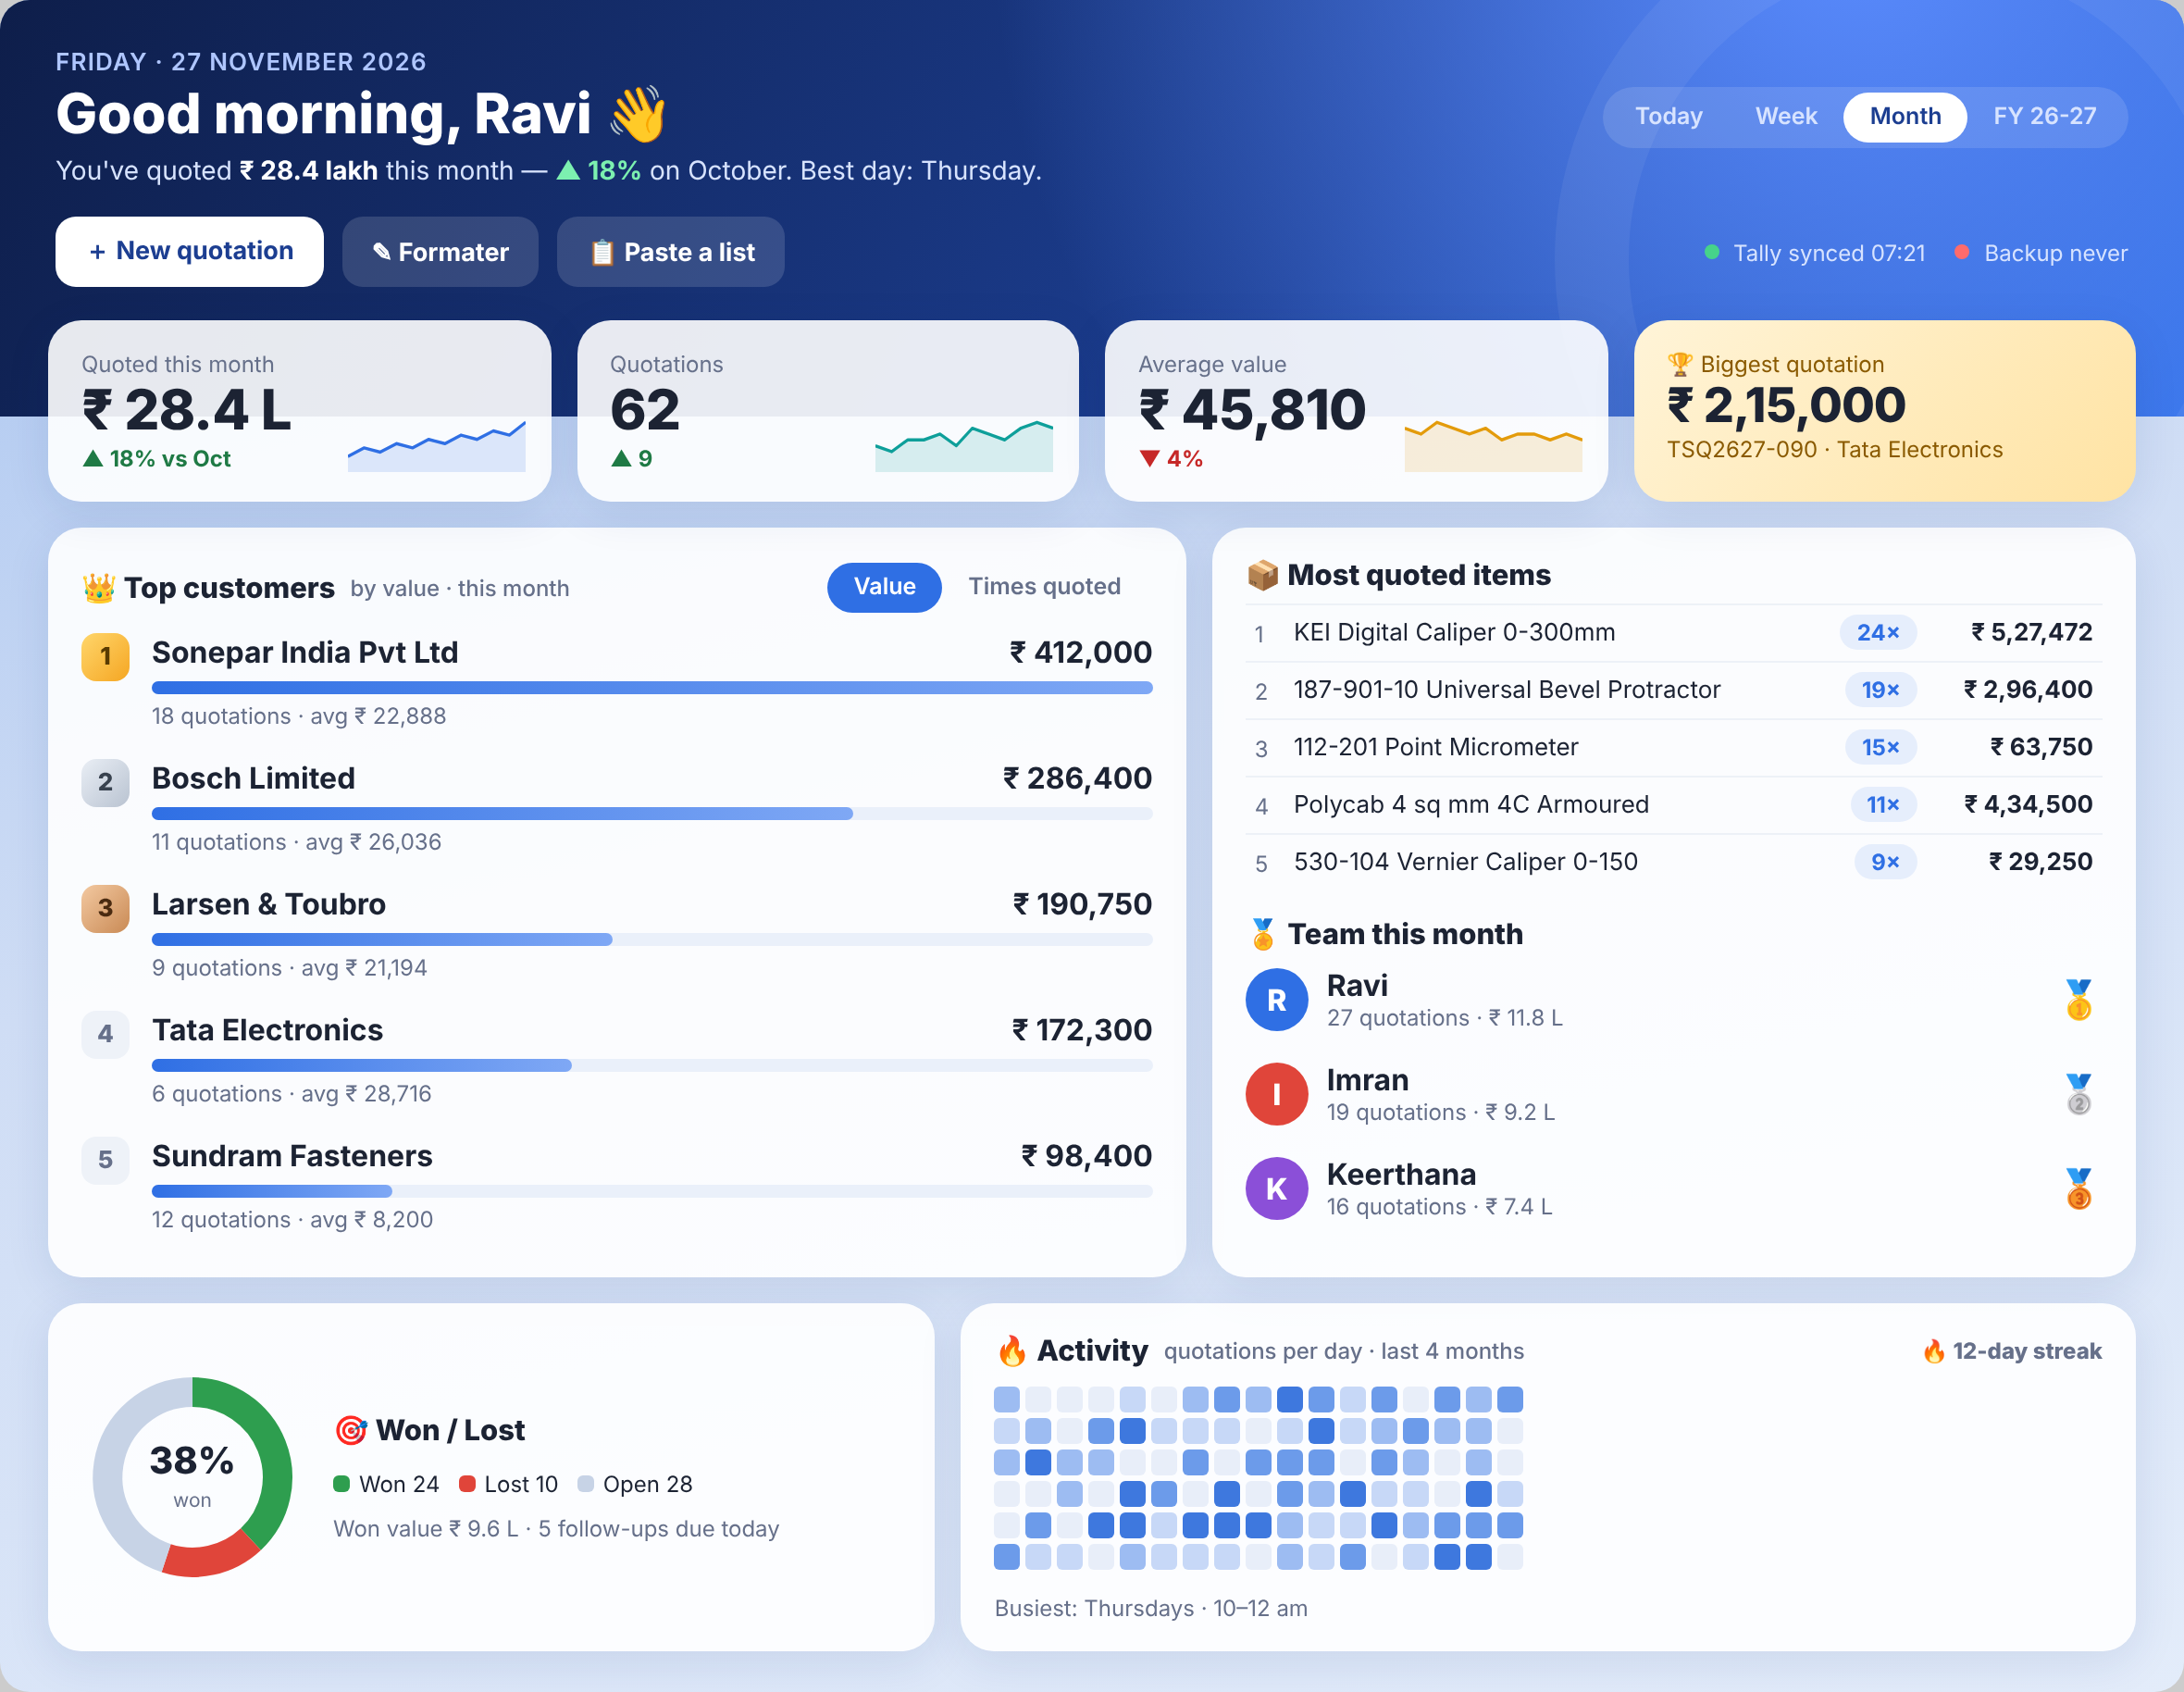 FRIDAY · 27 NOVEMBER 2026
Good morning, Ravi 👋
You've quoted ₹ 28.4 lakh this month — ▲ 18% on October. Best day: Thursday.
Today Week Month FY 26-27
+ New quotation ✎ Formater 📋 Paste a list
Tally synced 07:21 Backup never
Quoted this month
₹ 28.4 L
▲ 18% vs Oct
Quotations
62
▲ 9
Average value
₹ 45,810
▼ 4%
🏆 Biggest quotation
₹ 2,15,000
TSQ2627-090 · Tata Electronics
👑 Top customers by value · this month
Value Times quoted
1 Sonepar India Pvt Ltd ₹ 412,000
18 quotations · avg ₹ 22,888
2 Bosch Limited ₹ 286,400
11 quotations · avg ₹ 26,036
3 Larsen & Toubro ₹ 190,750
9 quotations · avg ₹ 21,194
4 Tata Electronics ₹ 172,300
6 quotations · avg ₹ 28,716
5 Sundram Fasteners ₹ 98,400
12 quotations · avg ₹ 8,200
📦 Most quoted items
1 KEI Digital Caliper 0-300mm 24× ₹ 5,27,472
2 187-901-10 Universal Bevel Protractor 19× ₹ 2,96,400
3 112-201 Point Micrometer 15× ₹ 63,750
4 Polycab 4 sq mm 4C Armoured 11× ₹ 4,34,500
5 530-104 Vernier Caliper 0-150 9× ₹ 29,250
🏅 Team this month
R Ravi 🥇
27 quotations · ₹ 11.8 L
I Imran 🥈
19 quotations · ₹ 9.2 L
K Keerthana 🥉
16 quotations · ₹ 7.4 L
38%
won
🎯 Won / Lost
Won 24 Lost 10 Open 28
Won value ₹ 9.6 L · 5 follow-ups due today
🔥 Activity quotations per day · last 4 months
🔥 12-day streak
Busiest: Thursdays · 10–12 am